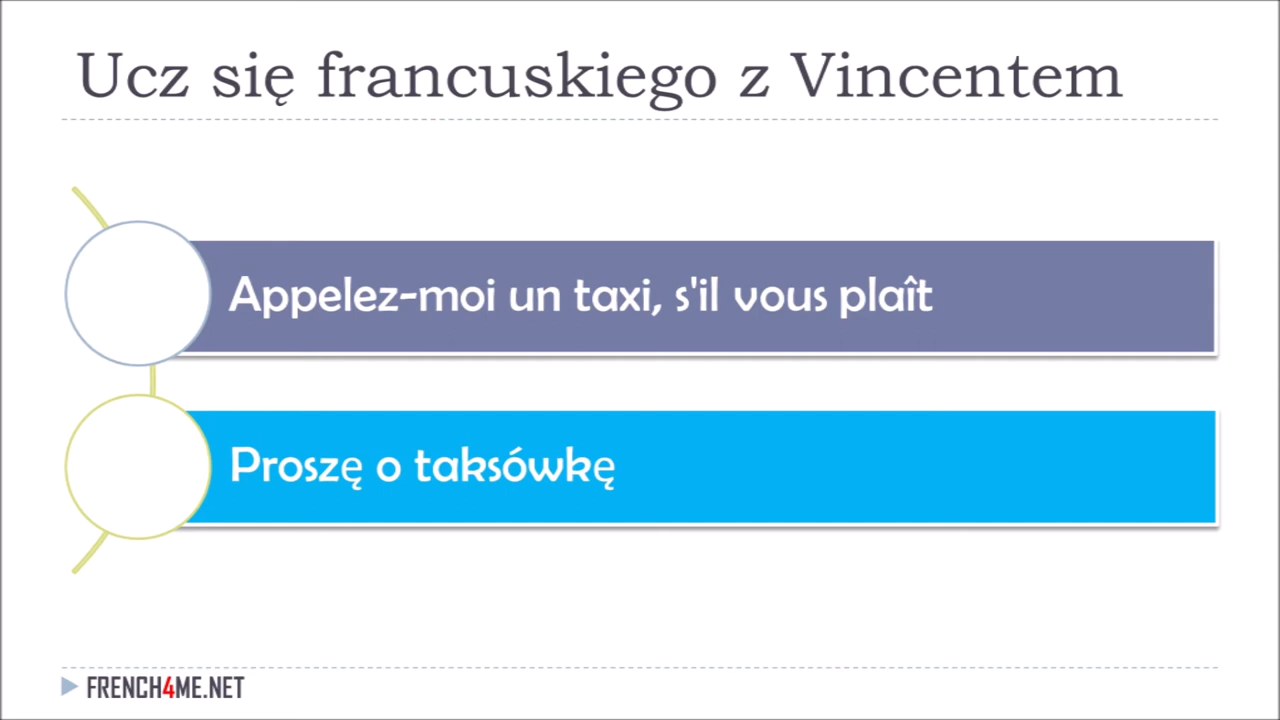 Ucz się francuskiego z Vincentem
Appelez-moi un taxi, s'il vous plaît
Proszę o taksówkę
FRENCH4ME.NET